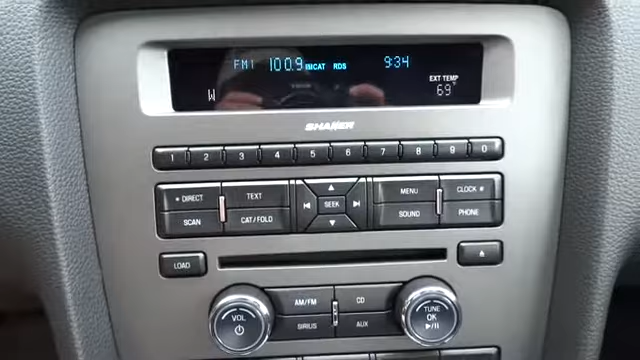 FM1 100.9 CAT RDS 9:34
EXT TEMP
W 69°
SHAKER
1 2 3 4 5 6 7 8 9 0
* DIRECT TEXT MENU CLOCK #
SEEK
SCAN CAT/FOLD SOUND PHONE
LOAD
AM/FM CD
VOL TUNE
OK
SIRIUS AUX